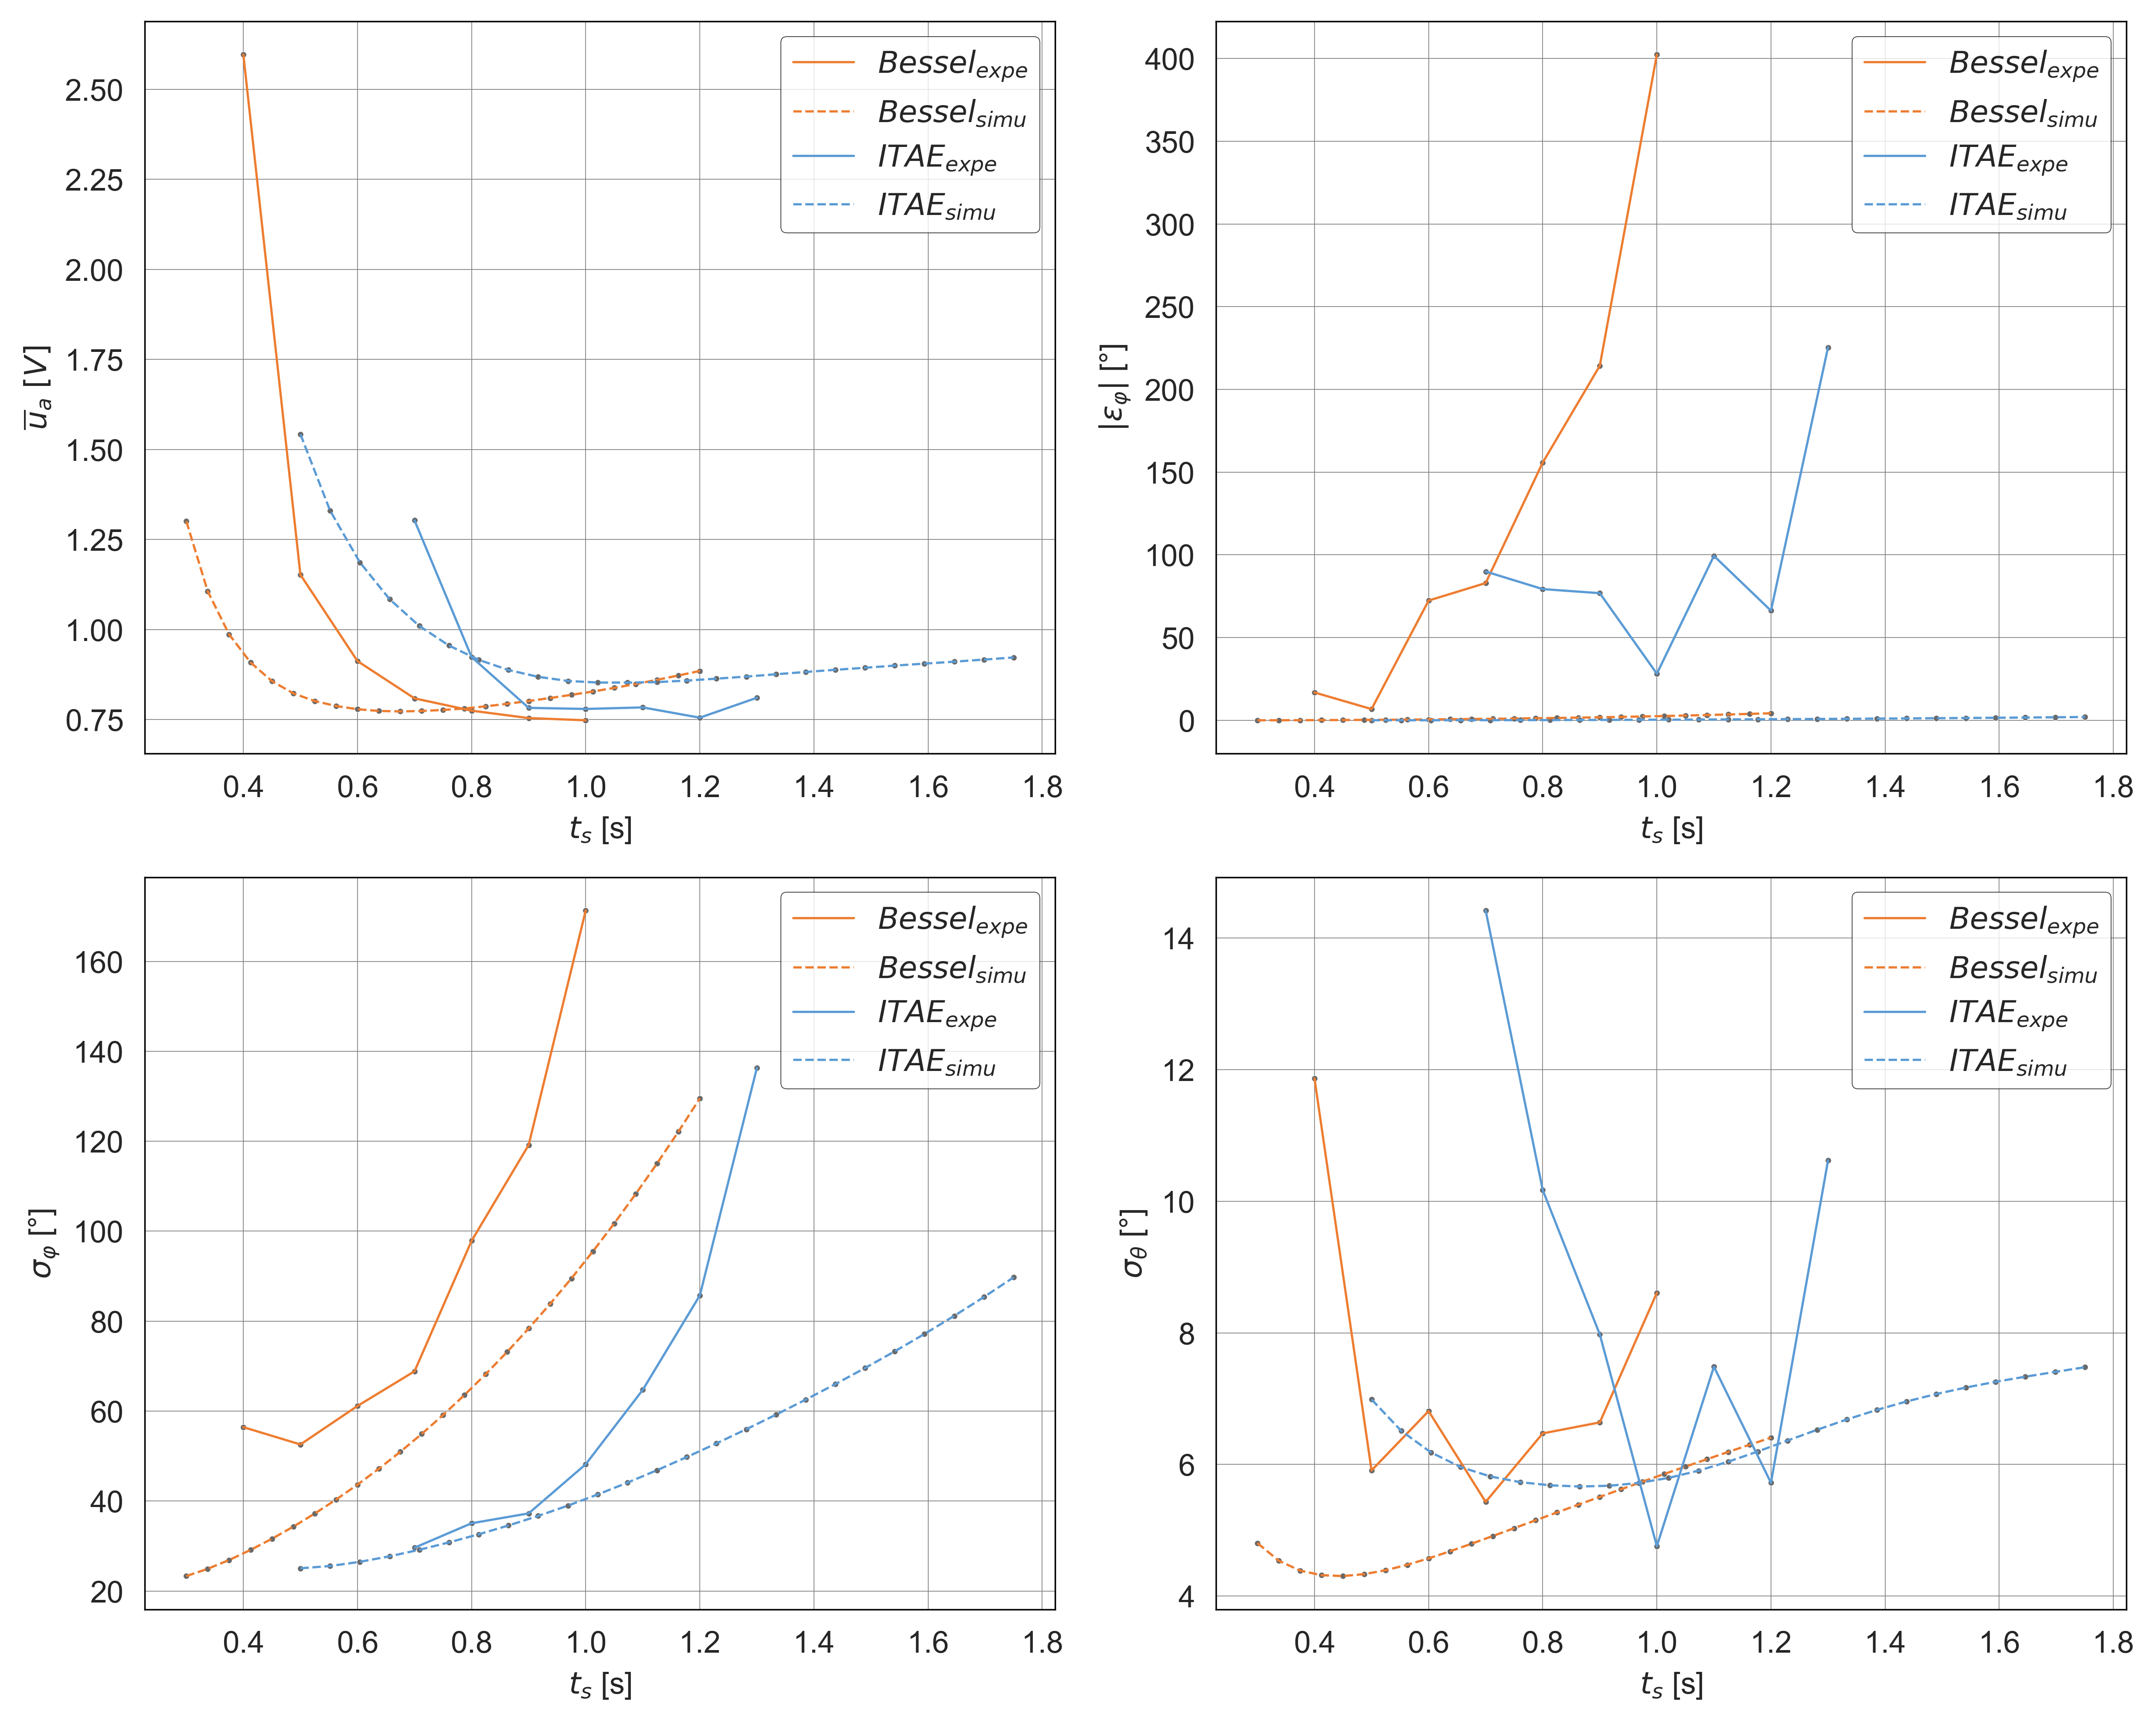 2.50
2.25
2.00
1.75
1.50
1.25
1.00
0.75
u̅ₐ [V]
0.4 0.6 0.8 1.0 1.2 1.4 1.6 1.8
t_s [s]
Bessel_expe
Bessel_simu
ITAE_expe
ITAE_simu
400
350
300
250
200
150
100
50
0
|ε_φ| [°]
0.4 0.6 0.8 1.0 1.2 1.4 1.6 1.8
t_s [s]
Bessel_expe
Bessel_simu
ITAE_expe
ITAE_simu
160
140
120
100
80
60
40
20
σ_φ [°]
0.4 0.6 0.8 1.0 1.2 1.4 1.6 1.8
t_s [s]
Bessel_expe
Bessel_simu
ITAE_expe
ITAE_simu
14
12
10
8
6
4
σ_θ [°]
0.4 0.6 0.8 1.0 1.2 1.4 1.6 1.8
t_s [s]
Bessel_expe
Bessel_simu
ITAE_expe
ITAE_simu